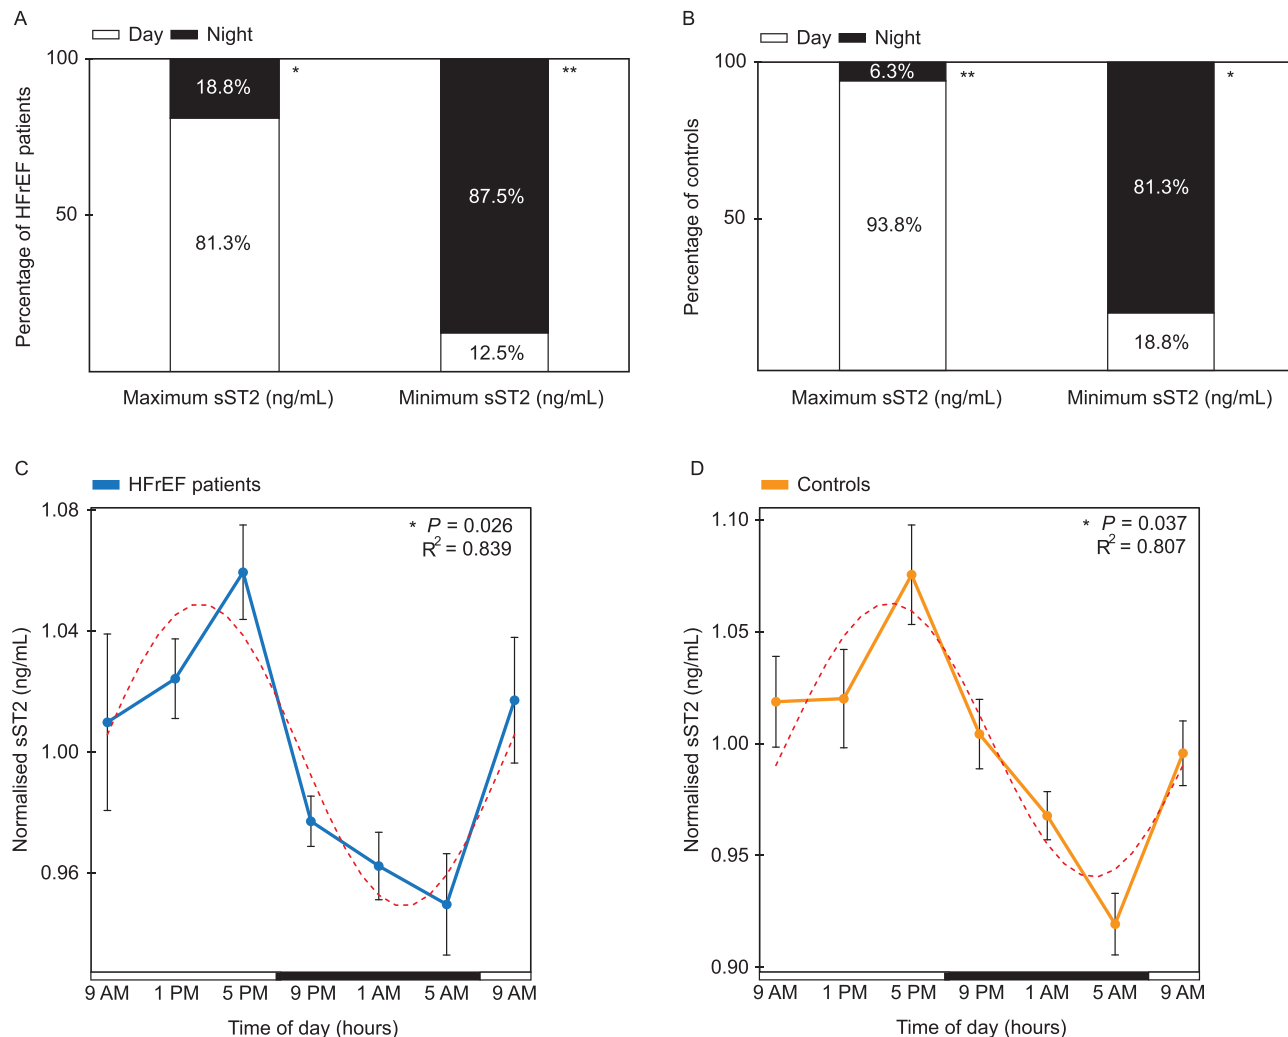 A
Day Night
100
50
Percentage of HFrEF patients
18.8%
81.3%
*
87.5%
12.5%
**
Maximum sST2 (ng/mL) Minimum sST2 (ng/mL)
B
Day Night
100
50
Percentage of controls
6.3%
93.8%
**
81.3%
18.8%
*
Maximum sST2 (ng/mL) Minimum sST2 (ng/mL)
C
HFrEF patients
* P = 0.026
R2 = 0.839
1.08
1.04
1.00
0.96
Normalised sST2 (ng/mL)
9 AM 1 PM 5 PM 9 PM 1 AM 5 AM 9 AM
Time of day (hours)
D
Controls
* P = 0.037
R2 = 0.807
1.10
1.05
1.00
0.95
0.90
Normalised sST2 (ng/mL)
9 AM 1 PM 5 PM 9 PM 1 AM 5 AM 9 AM
Time of day (hours)